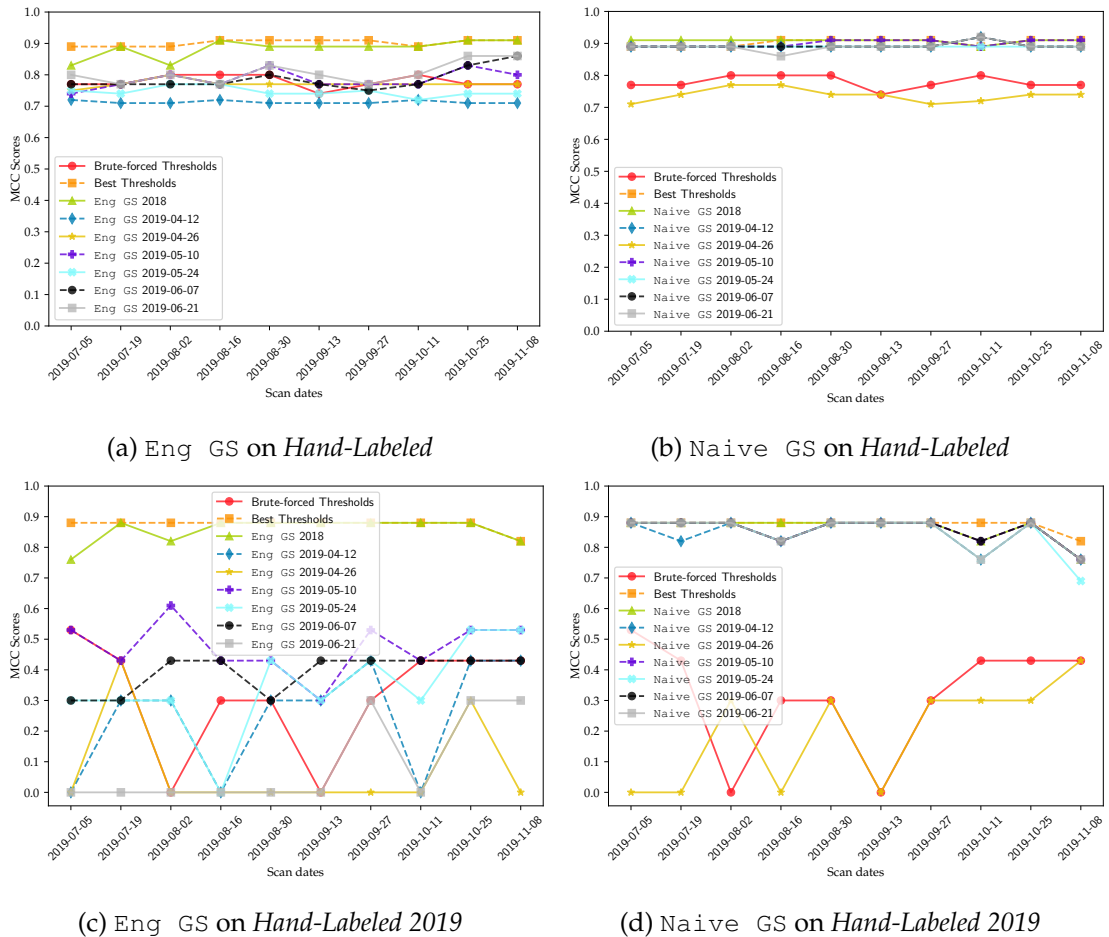 1.0
0.9
0.8
0.7
0.6
0.5
0.4
0.3
0.2
0.1
0.0
MCC Scores
Brute-forced Thresholds
Best Thresholds
Eng GS 2018
Eng GS 2019-04-12
Eng GS 2019-04-26
Eng GS 2019-05-10
Eng GS 2019-05-24
Eng GS 2019-06-07
Eng GS 2019-06-21
2019-07-05
2019-07-19
2019-08-02
2019-08-16
2019-08-30
2019-09-13
2019-09-27
2019-10-11
2019-10-25
2019-11-08
Scan dates
(a) Eng GS on Hand-Labeled
1.0
0.9
0.8
0.7
0.6
0.5
0.4
0.3
0.2
0.1
0.0
MCC Scores
Brute-forced Thresholds
Best Thresholds
Naive GS 2018
Naive GS 2019-04-12
Naive GS 2019-04-26
Naive GS 2019-05-10
Naive GS 2019-05-24
Naive GS 2019-06-07
Naive GS 2019-06-21
2019-07-05
2019-07-19
2019-08-02
2019-08-16
2019-08-30
2019-09-13
2019-09-27
2019-10-11
2019-10-25
2019-11-08
Scan dates
(b) Naive GS on Hand-Labeled
1.0
0.9
0.8
0.7
0.6
0.5
0.4
0.3
0.2
0.1
0.0
MCC Scores
Brute-forced Thresholds
Best Thresholds
Eng GS 2018
Eng GS 2019-04-12
Eng GS 2019-04-26
Eng GS 2019-05-10
Eng GS 2019-05-24
Eng GS 2019-06-07
Eng GS 2019-06-21
2019-07-05
2019-07-19
2019-08-02
2019-08-16
2019-08-30
2019-09-13
2019-09-27
2019-10-11
2019-10-25
2019-11-08
Scan dates
(c) Eng GS on Hand-Labeled 2019
1.0
0.9
0.8
0.7
0.6
0.5
0.4
0.3
0.2
0.1
0.0
MCC Scores
Brute-forced Thresholds
Best Thresholds
Naive GS 2018
Naive GS 2019-04-12
Naive GS 2019-04-26
Naive GS 2019-05-10
Naive GS 2019-05-24
Naive GS 2019-06-07
Naive GS 2019-06-21
2019-07-05
2019-07-19
2019-08-02
2019-08-16
2019-08-30
2019-09-13
2019-09-27
2019-10-11
2019-10-25
2019-11-08
Scan dates
(d) Naive GS on Hand-Labeled 2019